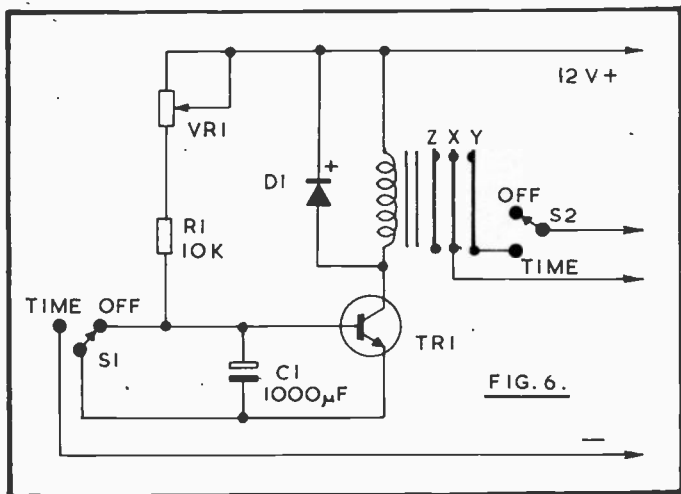 12 V+
VR1
Z X Y
D1
+
OFF
S2
R1
10K
TIME
TIME OFF
S1
TR1
C1
1000µF
FIG. 6.
—